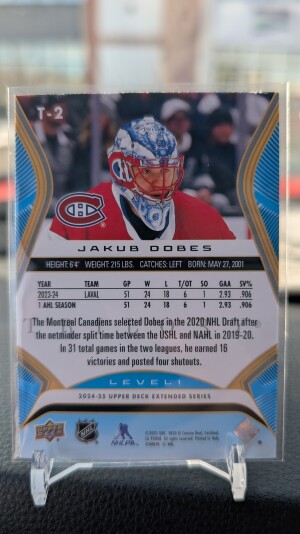 T-2
JAKUB DOBES
HEIGHT: 6'4" WEIGHT: 215 LBS. CATCHES: LEFT BORN: MAY 27, 2001
YEAR TEAM GP W L T/OT SO GAA SV%
2023-24 LAVAL 51 24 18 6 1 2.93 .906
1 AHL SEASON 51 24 18 6 1 2.93 .906
The Montreal Canadiens selected Dobes in the 2020 NHL Draft after
the netminder split time between the USHL and NAHL in 2019-20.
In 31 total games in the two leagues, he earned 16
victories and posted four shutouts.
LEVEL 1
2024-25 UPPER DECK EXTENDED SERIES
UPPER DECK
NHL
NHLPA